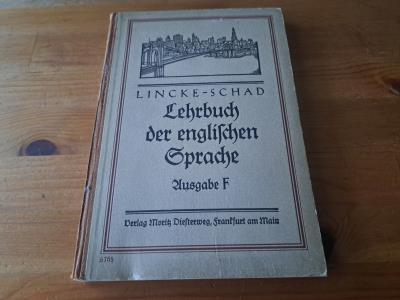 LINCKE-SCHAD
Lehrbuch
der engliſchen
Sprache
Ausgabe F
Verlag Moritz Dieſterweg, Frankfurt am Main